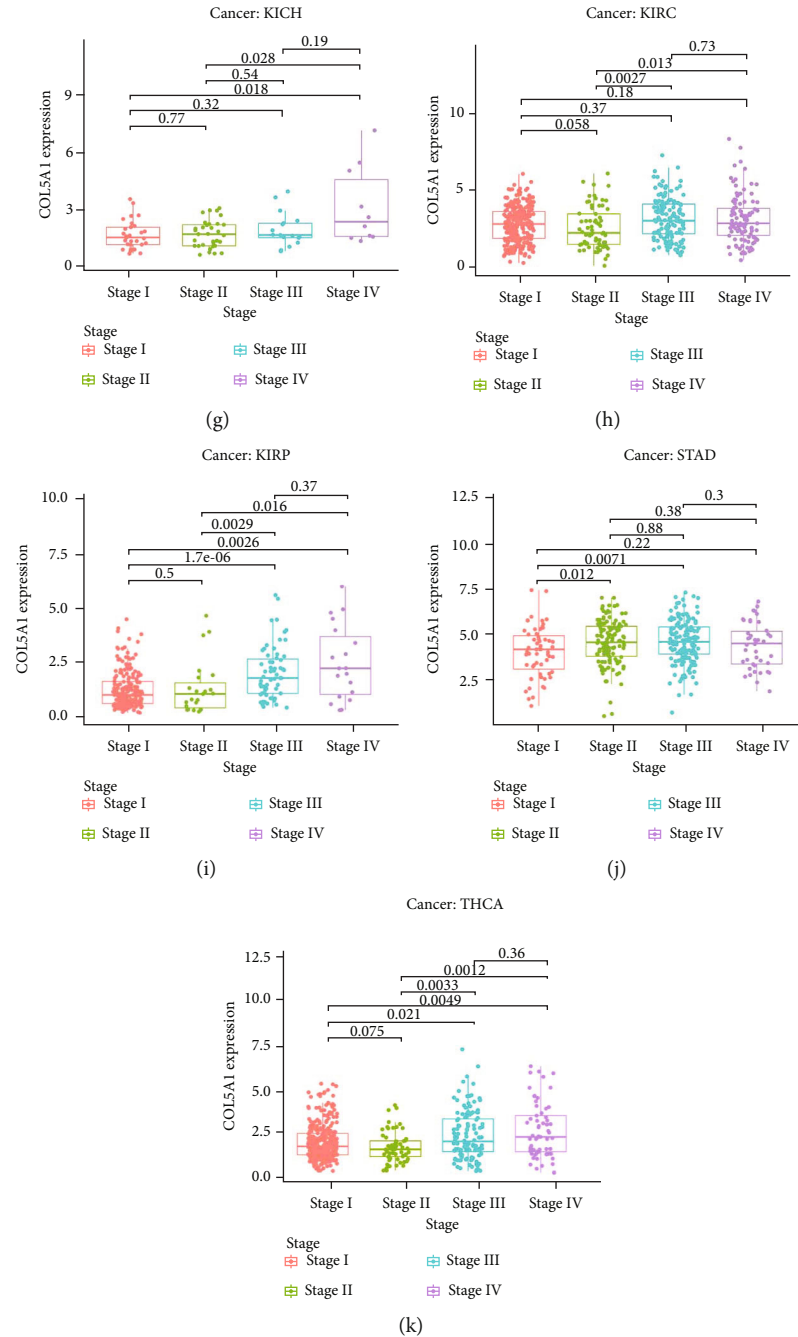 Cancer: KICH
COL5A1 expression
9
6
3
0
0.19
0.028
0.54
0.018
0.32
0.77
Stage I Stage II Stage III Stage IV
Stage
Stage
Stage I Stage III
Stage II Stage IV
(g)
Cancer: KIRC
COL5A1 expression
10
5
0
0.73
0.013
0.0027
0.18
0.37
0.058
Stage I Stage II Stage III Stage IV
Stage
Stage
Stage I Stage III
Stage II Stage IV
(h)
Cancer: KIRP
COL5A1 expression
10.0
7.5
5.0
2.5
0.0
0.37
0.016
0.0029
0.0026
1.7e-06
0.5
Stage I Stage II Stage III Stage IV
Stage
Stage
Stage I Stage III
Stage II Stage IV
(i)
Cancer: STAD
COL5A1 expression
12.5
10.0
7.5
5.0
2.5
0.3
0.38
0.88
0.22
0.0071
0.012
Stage I Stage II Stage III Stage IV
Stage
Stage
Stage I Stage III
Stage II Stage IV
(j)
Cancer: THCA
COL5A1 expression
12.5
10.0
7.5
5.0
2.5
0.0
0.36
0.0012
0.0033
0.0049
0.021
0.075
Stage I Stage II Stage III Stage IV
Stage
Stage
Stage I Stage III
Stage II Stage IV
(k)